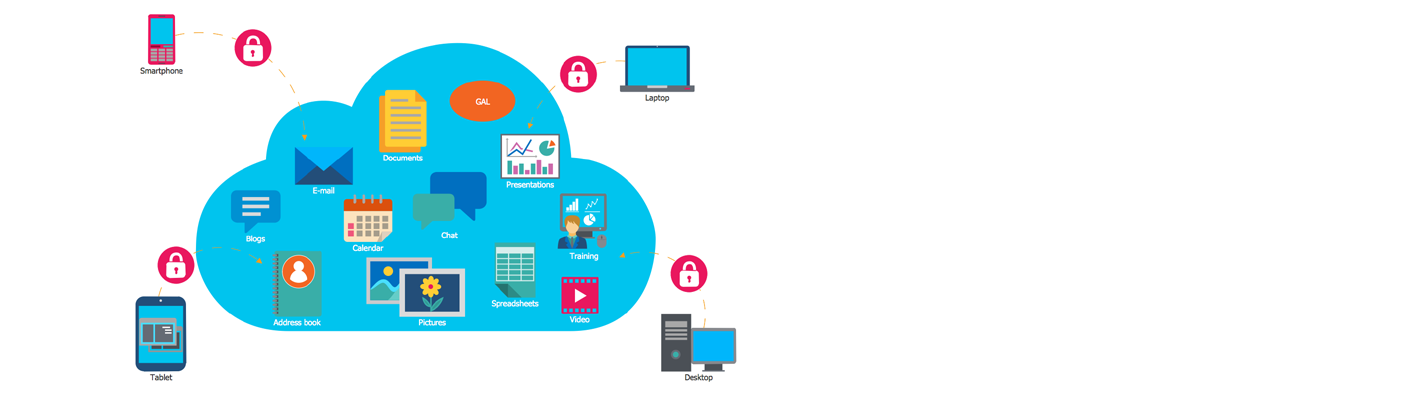 Smartphone
GAL
Laptop
Documents
Presentations
E-mail
Blogs
Calendar
Chat
Training
Spreadsheets
Address book
Pictures
Video
Tablet
Desktop